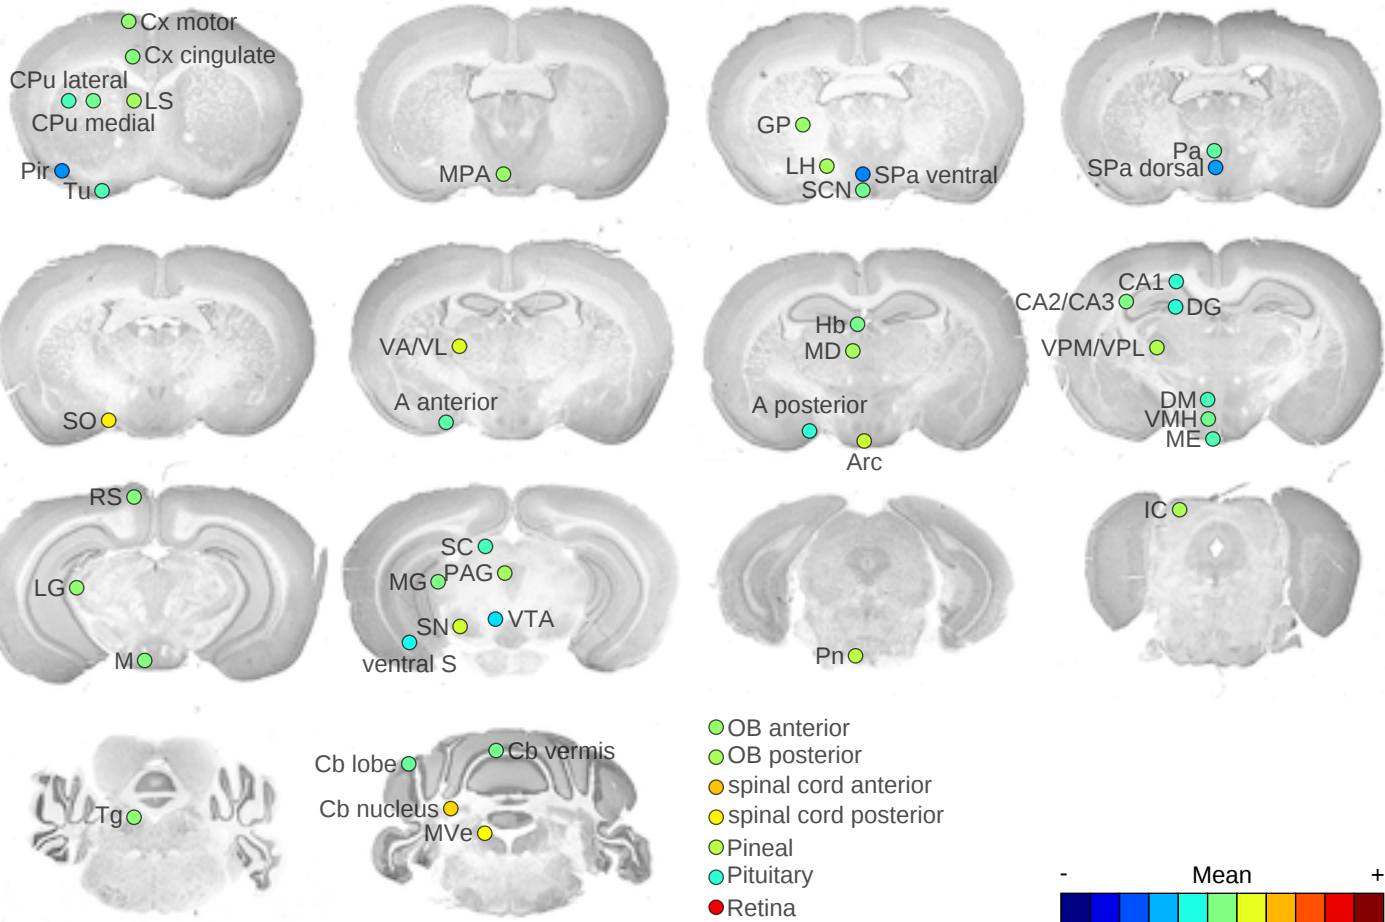 Cx motor
Cx cingulate
CPu lateral
LS
CPu medial
Pir
Tu
MPA
GP
LH
SPa ventral
SCN
Pa
SPa dorsal
SO
VA/VL
A anterior
Hb
MD
A posterior
Arc
CA1
CA2/CA3
DG
VPM/VPL
DM
VMH
ME
RS
LG
M
SC
PAG
MG
SN
VTA
ventral S
Pn
IC
Tg
Cb lobe
Cb vermis
Cb nucleus
MVe
OB anterior
OB posterior
spinal cord anterior
spinal cord posterior
Pineal
Pituitary
Retina
- Mean +